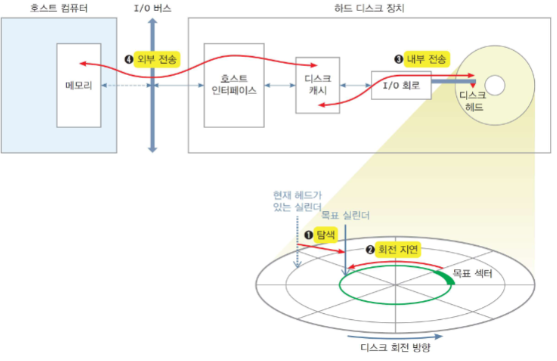 호스트 컴퓨터
I/O 버스
하드 디스크 장치
❹ 외부 전송
❸ 내부 전송
메모리
호스트
인터페이스
디스크
캐시
I/O 회로
디스크
헤드
현재 헤드가
있는 실린더
목표 실린더
❶ 탐색
❷ 회전 지연
목표 섹터
디스크 회전 방향